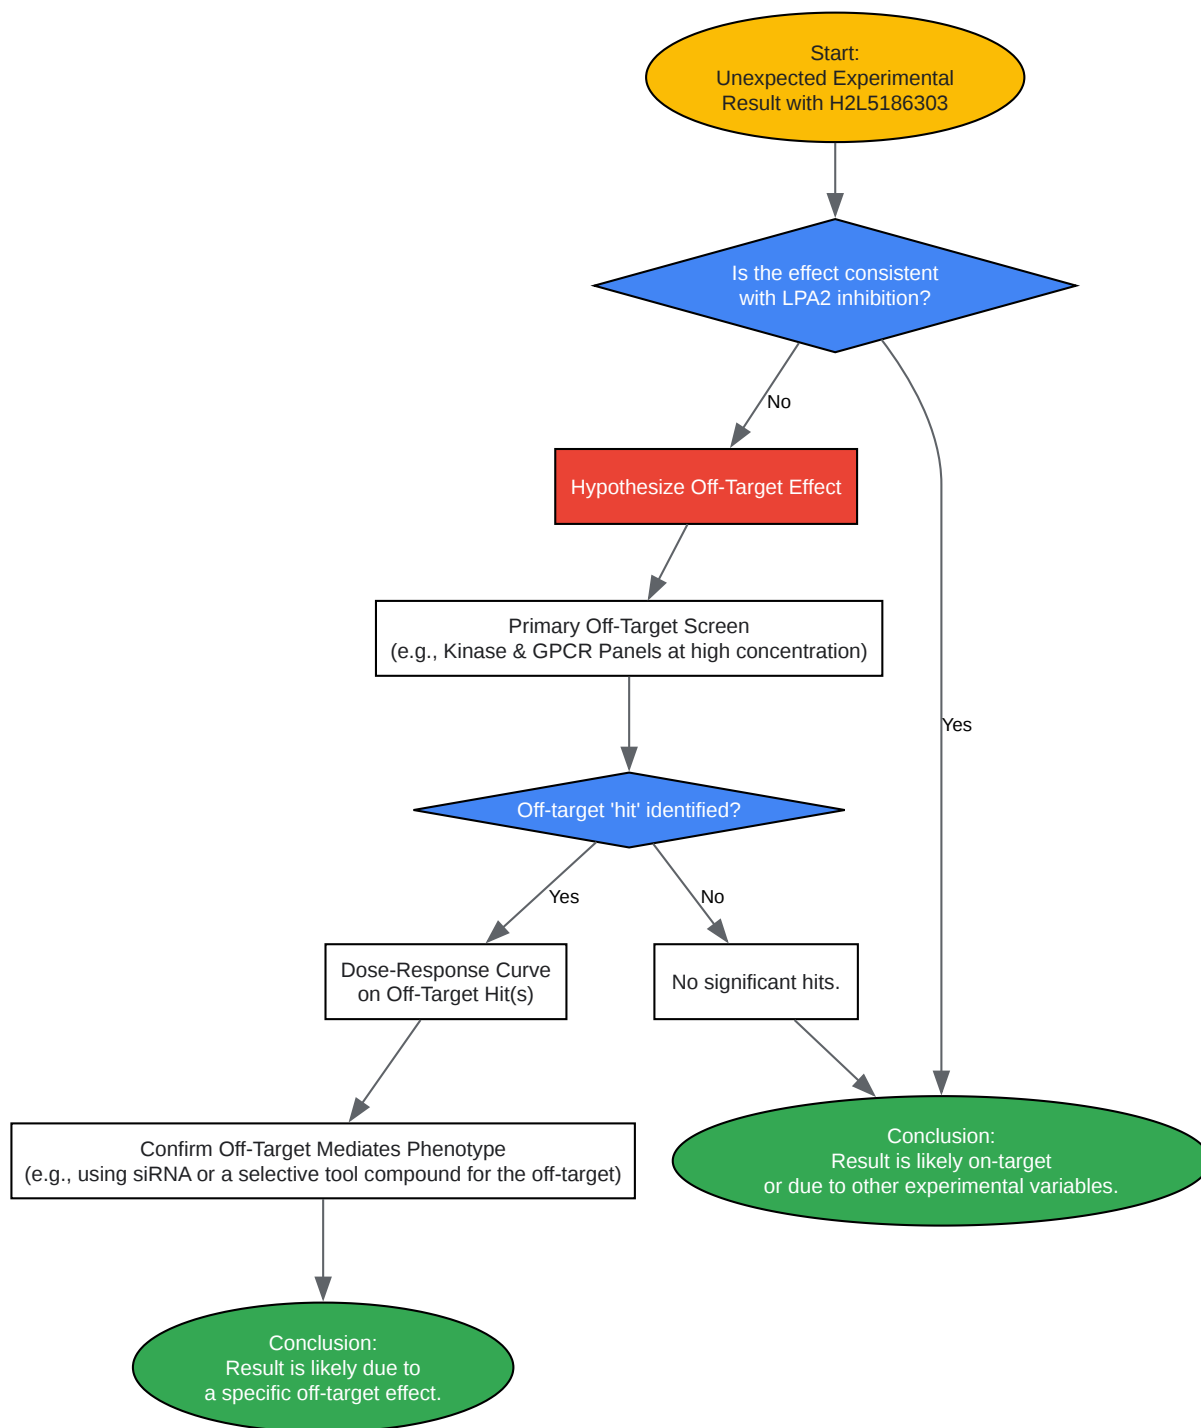 Start:
Unexpected Experimental
Result with H2L5186303
Is the effect consistent
with LPA2 inhibition?
No
Hypothesize Off-Target Effect
Primary Off-Target Screen
(e.g., Kinase & GPCR Panels at high concentration)
Yes
Off-target 'hit' identified?
Yes
No
Dose-Response Curve
on Off-Target Hit(s)
No significant hits.
Confirm Off-Target Mediates Phenotype
(e.g., using siRNA or a selective tool compound for the off-target)
Conclusion:
Result is likely on-target
or due to other experimental variables.
Conclusion:
Result is likely due to
a specific off-target effect.